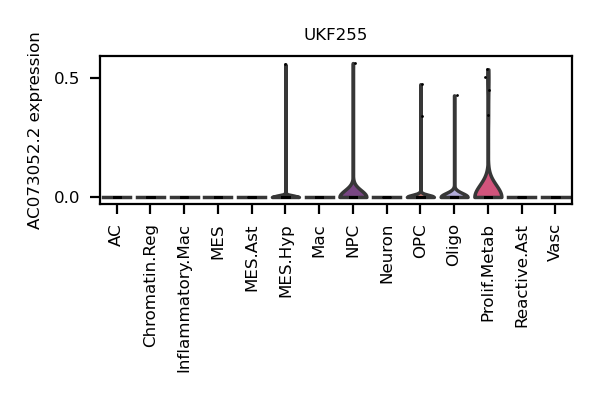 UKF255
AC073052.2 expression
0.5
0.0
AC
Chromatin.Reg
Inflammatory.Mac
MES
MES.Ast
MES.Hyp
Mac
NPC
Neuron
OPC
Oligo
Prolif.Metab
Reactive.Ast
Vasc